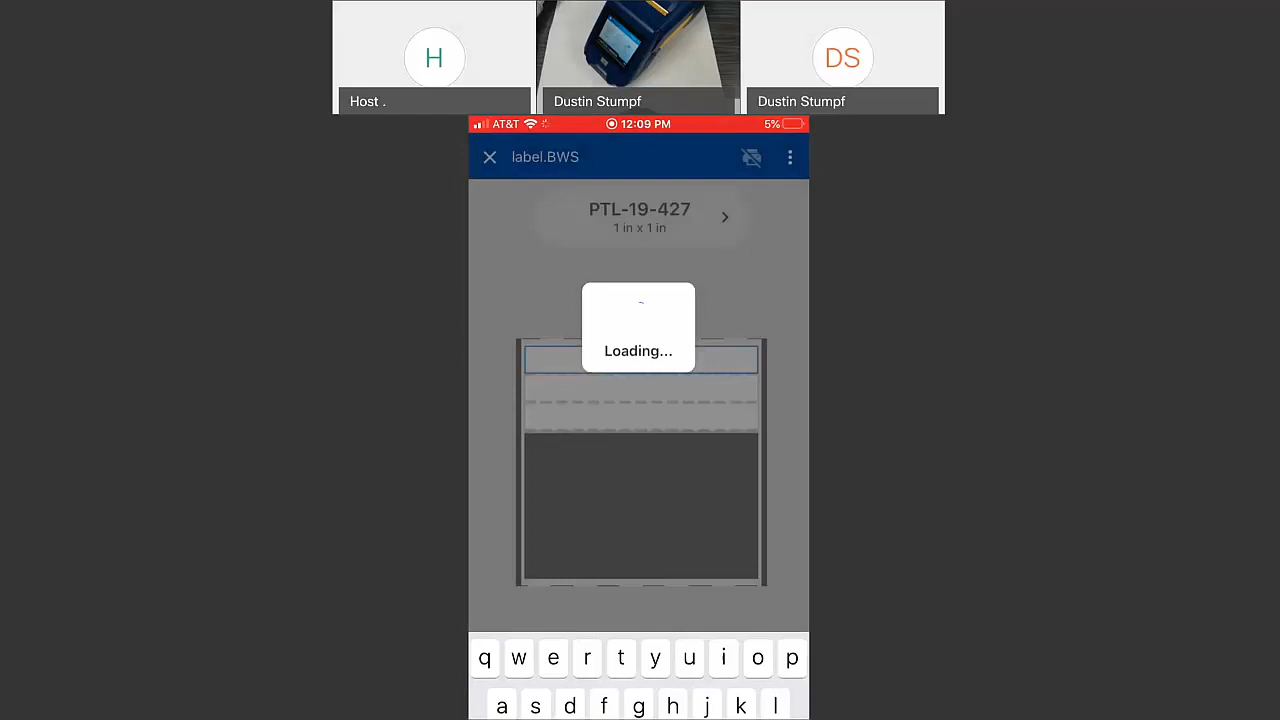 H
DS
Host .
Dustin Stumpf
Dustin Stumpf
AT&T
12:09 PM
5%
label.BWS
PTL-19-427
1 in x 1 in
Loading...
q w e r t y u i o p
a s d f g h j k l